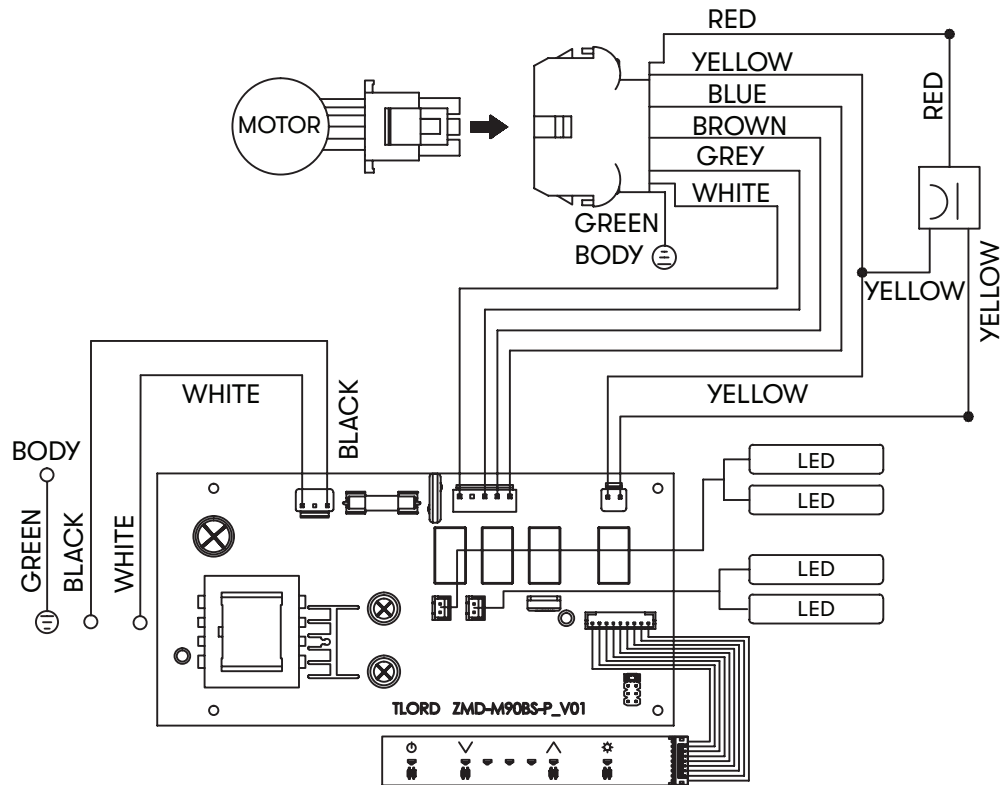 RED
YELLOW
BLUE
BROWN
GREY
WHITE
MOTOR
RED
GREEN
BODY
YELLOW
YELLOW
WHITE
BLACK
YELLOW
BODY
GREEN
BLACK
WHITE
LED
LED
LED
LED
TLORD ZMD-M90BS-P_V01